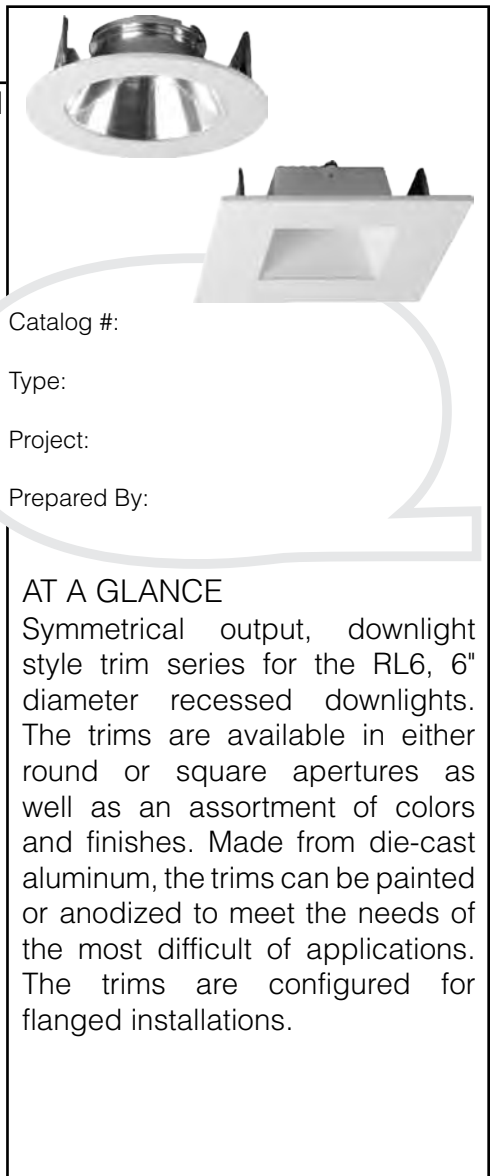 Catalog #:
Type:
Project:
Prepared By:
AT A GLANCE
Symmetrical output, downlight
style trim series for the RL6, 6"
diameter recessed downlights.
The trims are available in either
round or square apertures as
well as an assortment of colors
and finishes. Made from die-cast
aluminum, the trims can be painted
or anodized to meet the needs of
the most difficult of applications.
The trims are configured for
flanged installations.